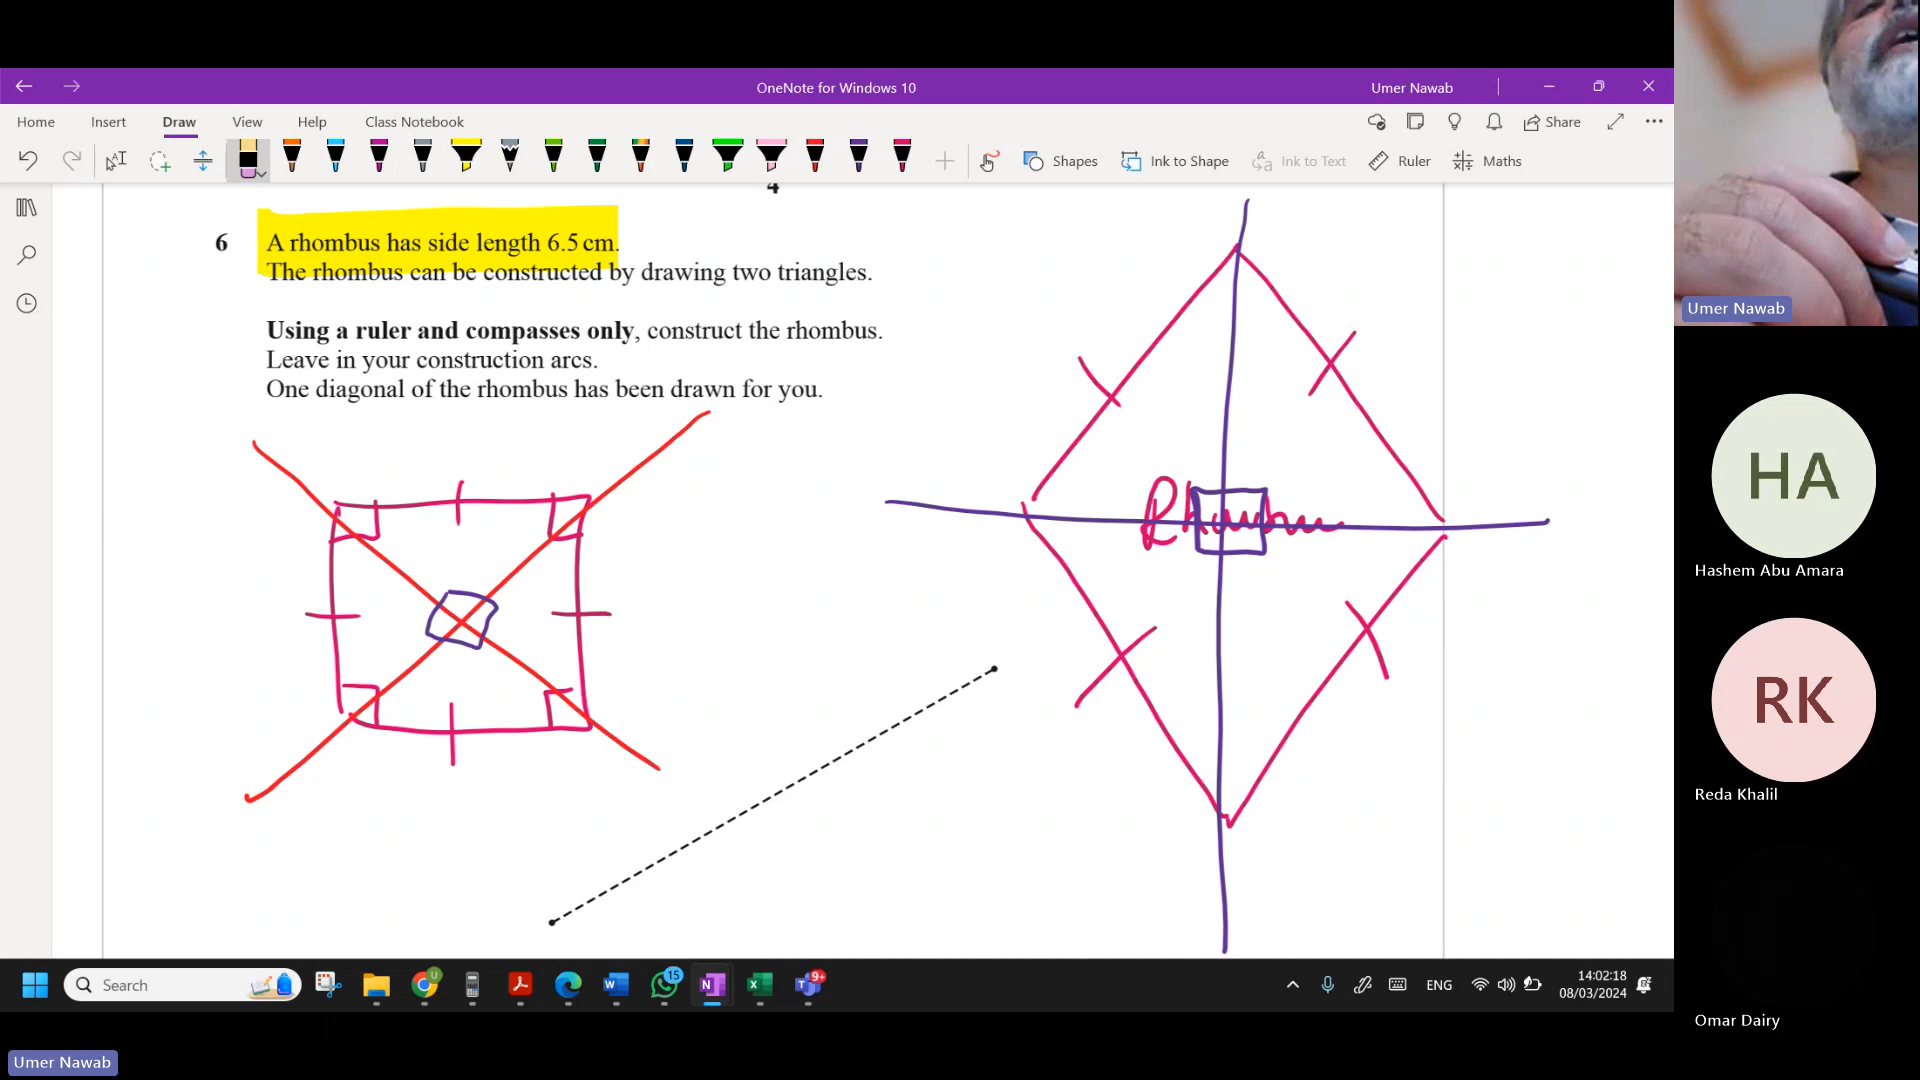 OneNote for Windows 10
Umer Nawab
Home
Insert
Draw
View
Help
Class Notebook
Share
Shapes
Ink to Shape
Ink to Text
Ruler
Maths
4
6
A rhombus has side length 6.5 cm.
The rhombus can be constructed by drawing two triangles.
Using a ruler and compasses only, construct the rhombus.
Leave in your construction arcs.
One diagonal of the rhombus has been drawn for you.
Umer Nawab
HA
Hashem Abu Amara
RK
Reda Khalil
Omar Dairy
Search
U
15
9+
ENG
14:02:18
08/03/2024
Umer Nawab